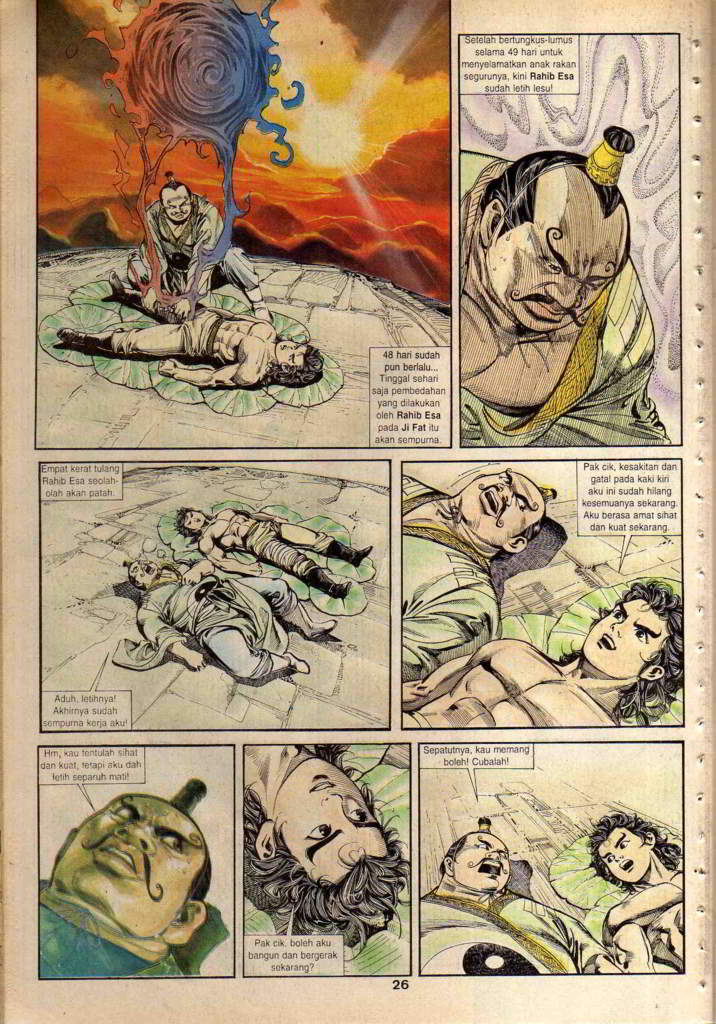 48 hari sudah
pun berlalu...
Tinggal sehari
saja pembedahan
yang dilakukan
oleh Rahib Esa
pada Ji Fat itu
akan sempurna.
Setelah bertungkus-lumus
selama 49 hari untuk
menyelamatkan anak rakan
segurunya, kini Rahib Esa
sudah letih lesu!
Empat kerat tulang
Rahib Esa seolah-
olah akan patah.
Aduh, letihnya!
Akhirnya sudah
sempurna kerja aku!
Pak cik, kesakitan dan
gatal pada kaki kiri
aku ini sudah hilang
kesemuanya sekarang.
Aku berasa amat sihat
dan kuat sekarang.
Hm, kau tentulah sihat
dan kuat, tetapi aku dah
letih separuh mati!
Pak cik, boleh aku
bangun dan bergerak
sekarang?
Sepatutnya, kau memang
boleh! Cubalah!
26